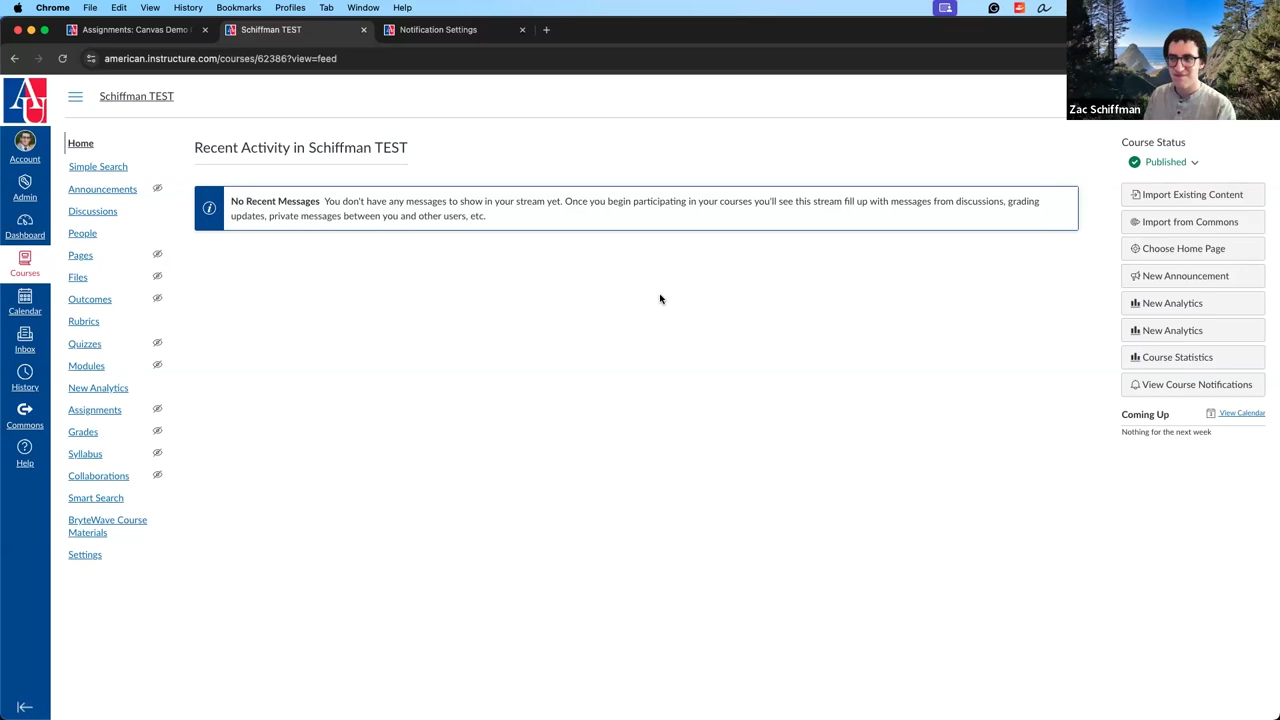 Chrome File Edit View History Bookmarks Profiles Tab Window Help
Assignments: Canvas Demo
Schiffman TEST
Notification Settings
american.instructure.com/courses/62386?view=feed
Zac Schiffman
AU
Schiffman TEST
Account
Admin
Dashboard
Courses
Calendar
Inbox
History
Commons
Help
Home
Simple Search
Announcements
Discussions
People
Pages
Files
Outcomes
Rubrics
Quizzes
Modules
New Analytics
Assignments
Grades
Syllabus
Collaborations
Smart Search
BryteWave Course
Materials
Settings
Recent Activity in Schiffman TEST
No Recent Messages You don't have any messages to show in your stream yet. Once you begin participating in your courses you'll see this stream fill up with messages from discussions, grading
updates, private messages between you and other users, etc.
Course Status
Published
Import Existing Content
Import from Commons
Choose Home Page
New Announcement
New Analytics
New Analytics
Course Statistics
View Course Notifications
Coming Up View Calendar
Nothing for the next week